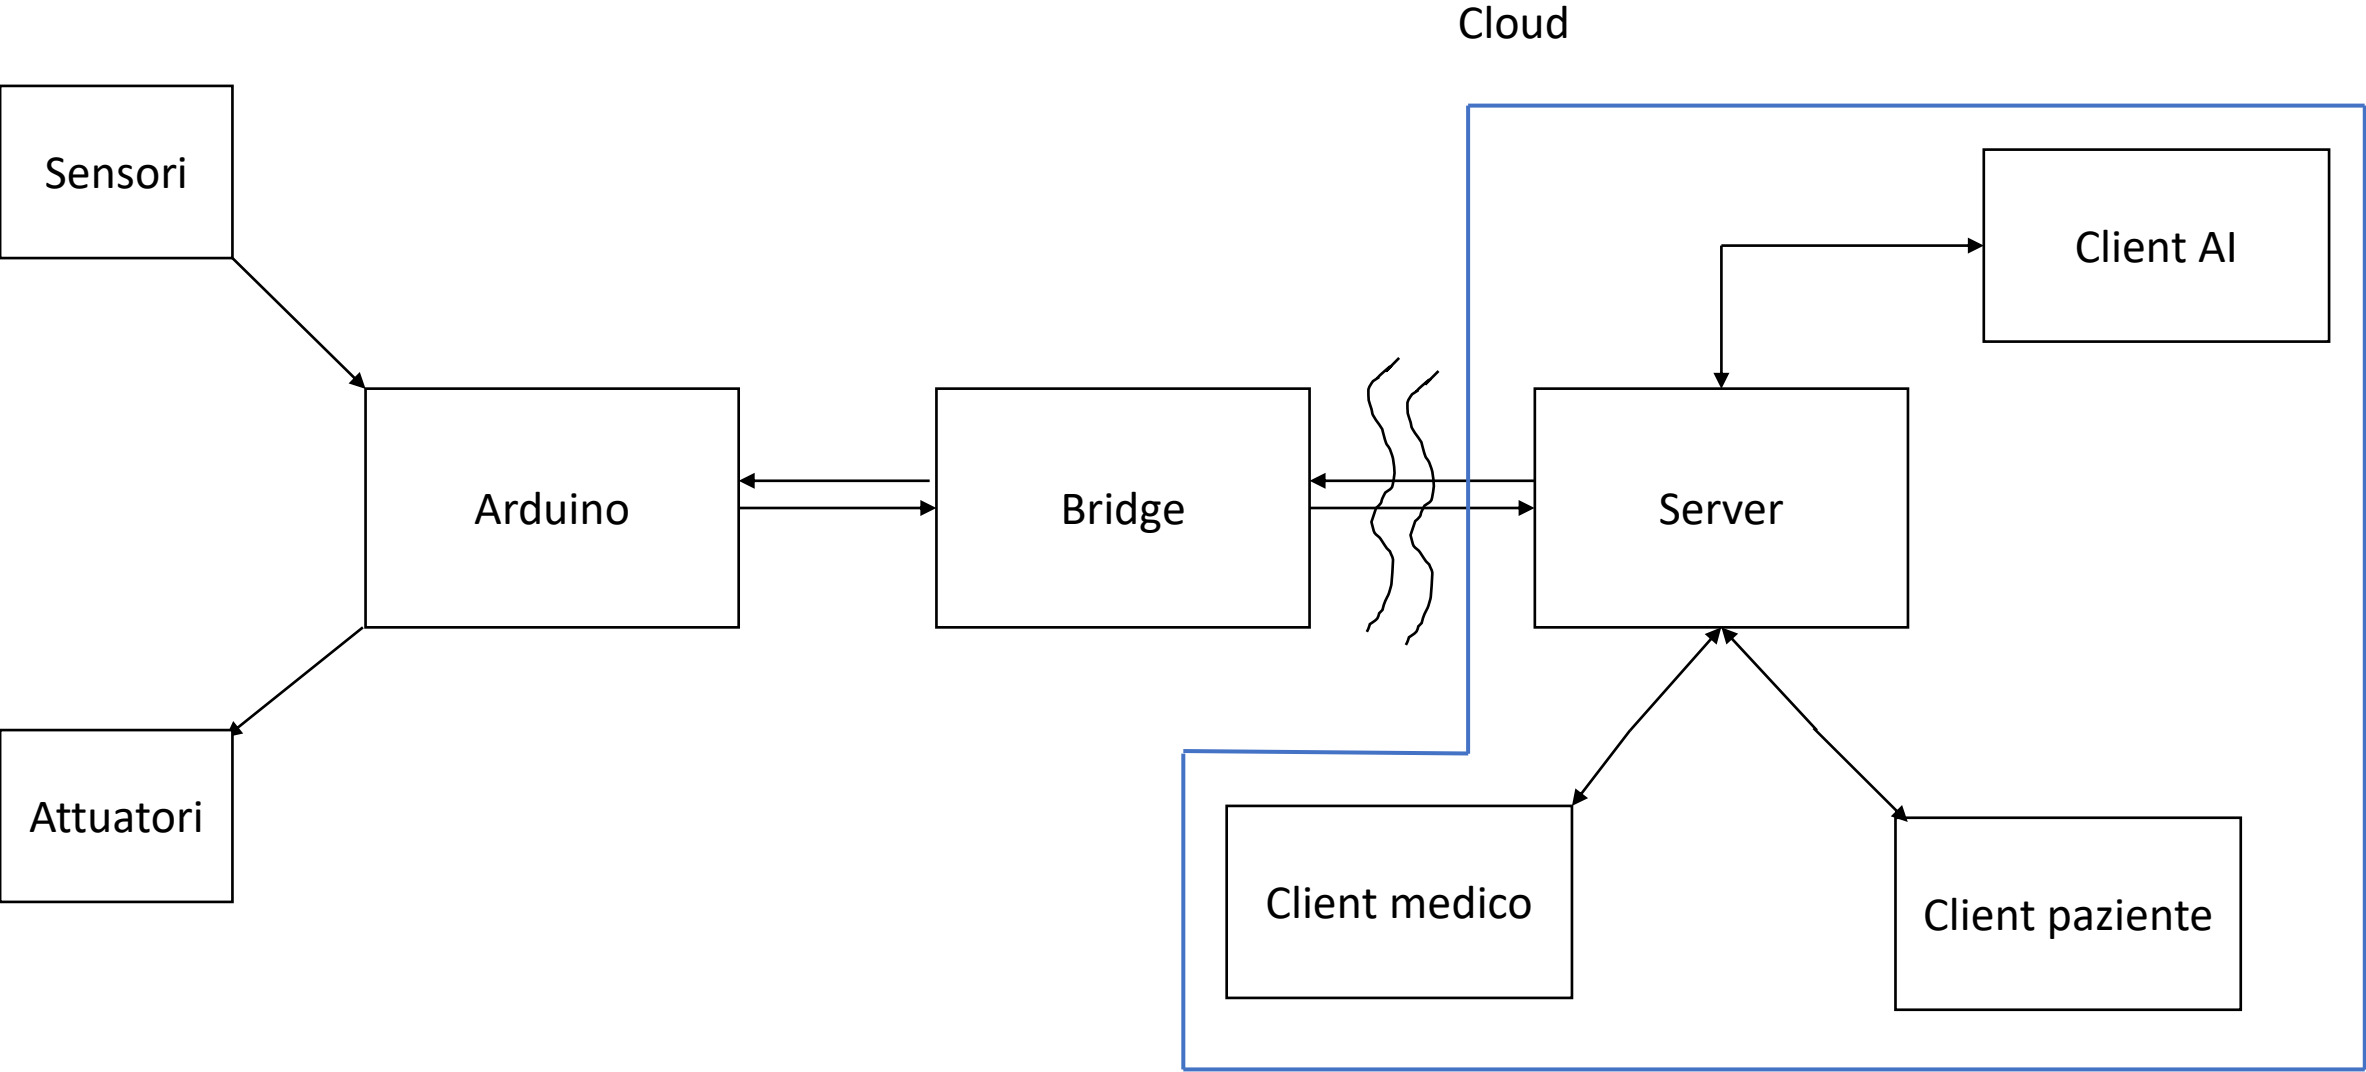 Cloud
Sensori
Client AI
Arduino
Bridge
Server
Attuatori
Client medico
Client paziente